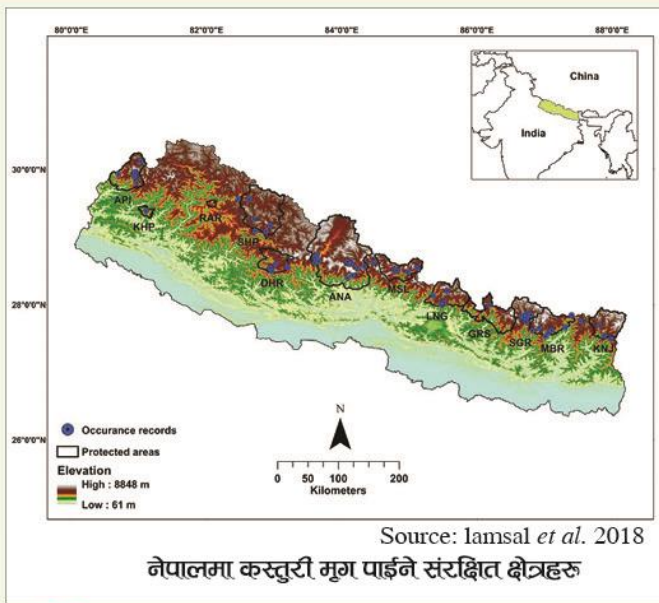 80°0'0"E 82°0'0"E 84°0'0"E 86°0'0"E 88°0'0"E
China
India
30°0'0"N
28°0'0"N
26°0'0"N
API
KHP
RAR
SHP
DHR
ANA
MSL
LNG
GRS
SGR
MBR
KNJ
Occurance records
Protected areas
Elevation
High : 8848 m
Low : 61 m
N
0 50 100 200
Kilometers
Source: lamsal et al. 2018
नेपालमा कस्तुरी मृग पाईने संरक्षित क्षेत्रहरू